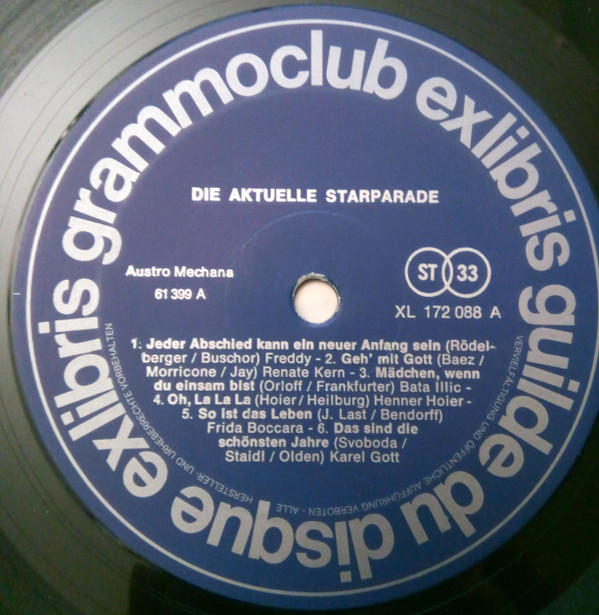 exlibris grammoclub exlibris guilde du disque
DIE AKTUELLE STARPARADE
Austro Mechana
61 399 A
ST 33
XL 172 088 A
1. Jeder Abschied kann ein neuer Anfang sein (Rödel-
berger / Buschor) Freddy - 2. Geh' mit Gott (Baez /
Morricone / Jay) Renate Kern - 3. Mädchen, wenn
du einsam bist (Orloff / Frankfurter) Bata Illic -
4. Oh, La La La (Hoier / Heilburg) Henner Hoier -
5. So ist das Leben (J. Last / Bendorff)
Frida Boccara - 6. Das sind die
schönsten Jahre (Svoboda /
Staidl / Olden) Karel Gott
ALLE HERSTELLER- UND URHEBERRECHTE VORBEHALTEN
VERVIELFÄLTIGUNG UND ÖFFENTLICHE AUFFÜHRUNG VERBOTEN -